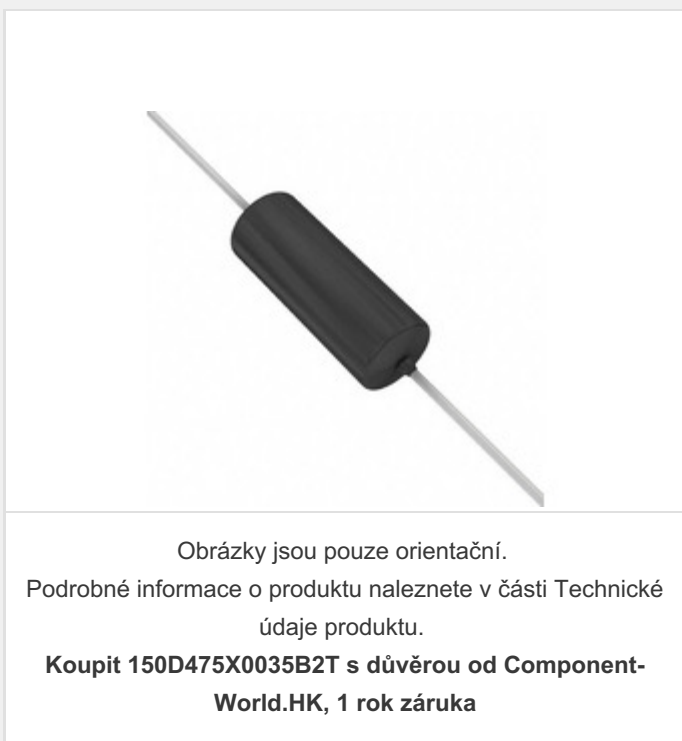 Obrázky jsou pouze orientační.
Podrobné informace o produktu naleznete v části Technické
údaje produktu.
Koupit 150D475X0035B2T s důvěrou od Component-
World.HK, 1 rok záruka